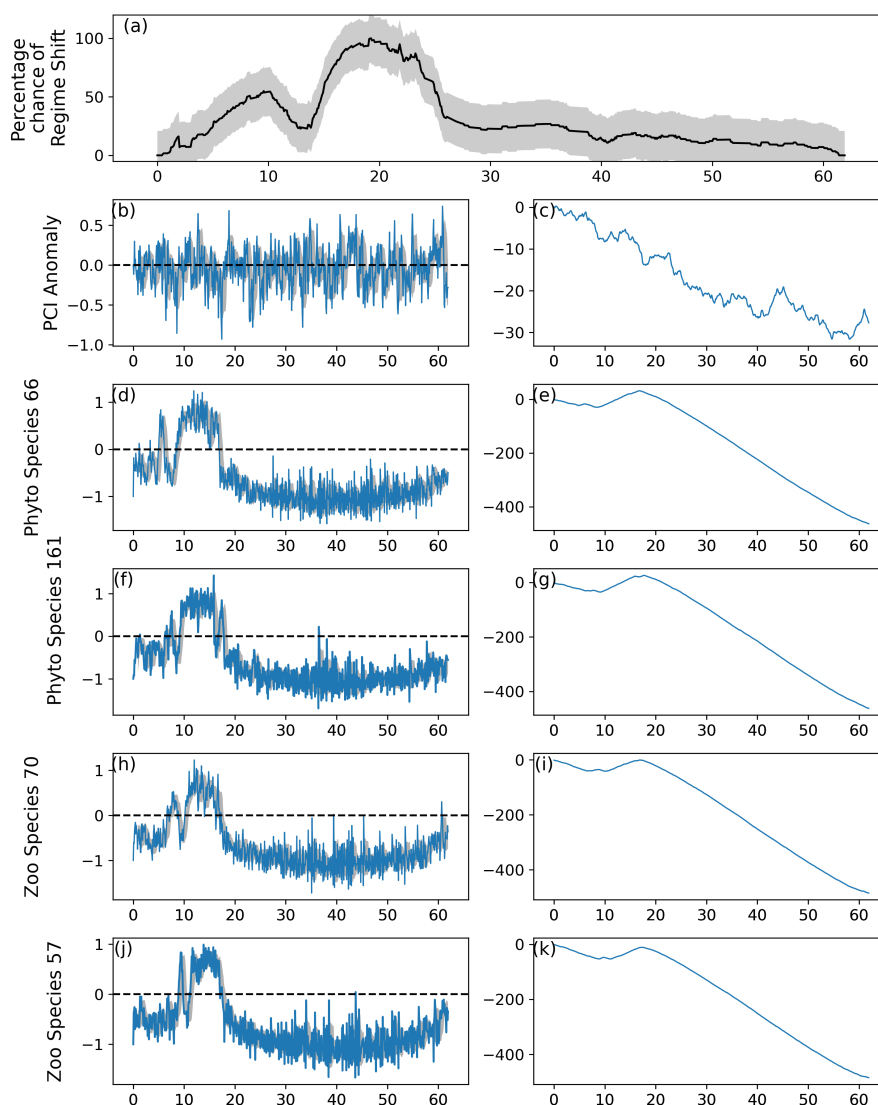 (a)
Percentage
chance of
Regime Shift
100
50
0
0 10 20 30 40 50 60
(b)
PCI Anomaly
0.5
0.0
−0.5
−1.0
0 10 20 30 40 50 60
(c)
0
−10
−20
−30
0 10 20 30 40 50 60
(d)
Phyto Species 66
1
0
−1
0 10 20 30 40 50 60
(e)
0
−200
−400
0 10 20 30 40 50 60
(f)
Phyto Species 161
1
0
−1
0 10 20 30 40 50 60
(g)
0
−200
−400
0 10 20 30 40 50 60
(h)
Zoo Species 70
1
0
−1
0 10 20 30 40 50 60
(i)
0
−200
−400
0 10 20 30 40 50 60
(j)
Zoo Species 57
1
0
−1
0 10 20 30 40 50 60
(k)
0
−200
−400
0 10 20 30 40 50 60